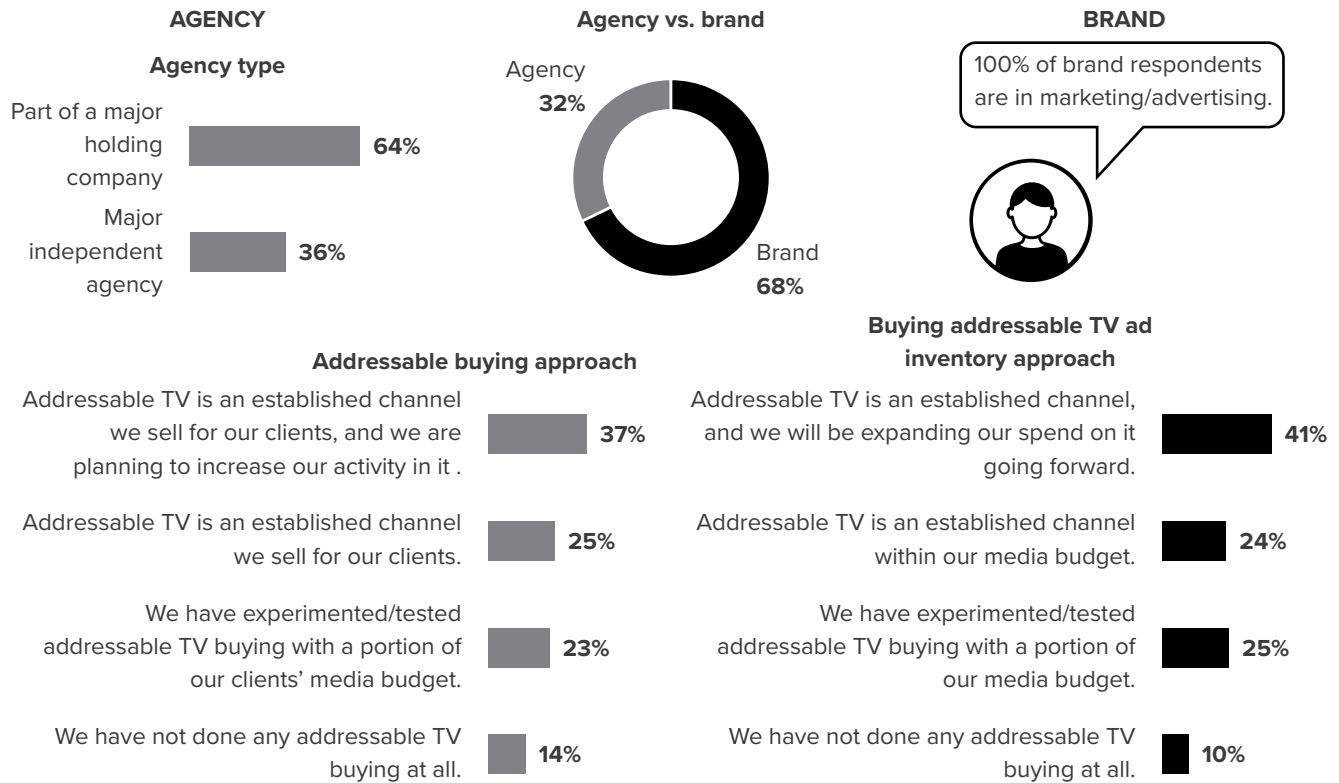 AGENCY
Agency type
Part of a major
holding
company
64%
Major
independent
agency
36%
Agency vs. brand
Agency
32%
Brand
68%
BRAND
100% of brand respondents
are in marketing/advertising.
Addressable buying approach
Addressable TV is an established channel
we sell for our clients, and we are
planning to increase our activity in it .
37%
Addressable TV is an established channel
we sell for our clients.
25%
We have experimented/tested
addressable TV buying with a portion of
our clients’ media budget.
23%
We have not done any addressable TV
buying at all.
14%
Buying addressable TV ad
inventory approach
Addressable TV is an established channel,
and we will be expanding our spend on it
going forward.
41%
Addressable TV is an established channel
within our media budget.
24%
We have experimented/tested
addressable TV buying with a portion of
our media budget.
25%
We have not done any addressable TV
buying at all.
10%